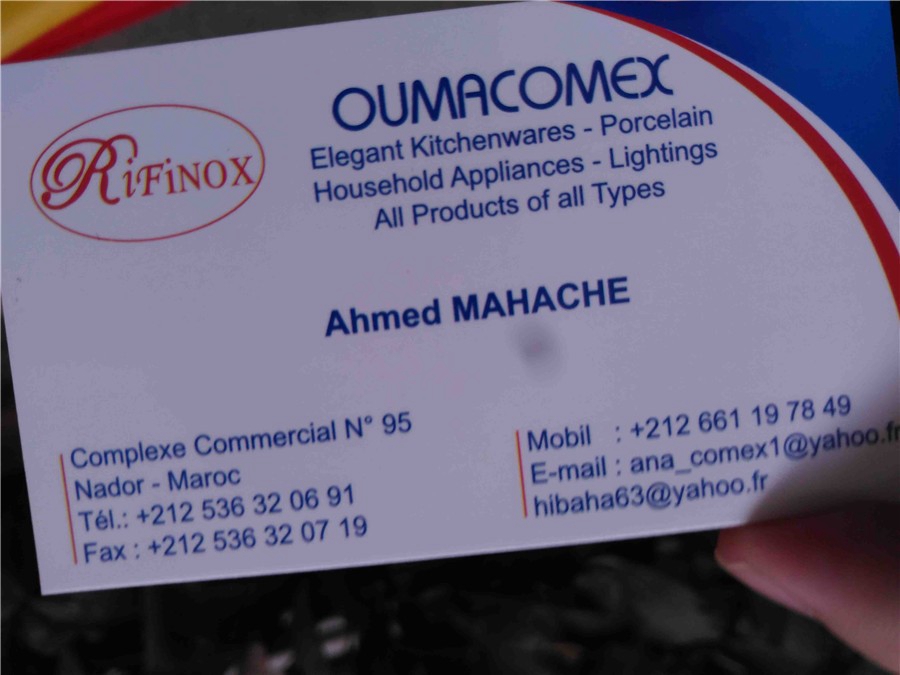 RiFiNOX
OUMACOMEX
Elegant Kitchenwares - Porcelain
Household Appliances - Lightings
All Products of all Types
Ahmed MAHACHE
Complexe Commercial N° 95
Nador - Maroc
Tél.: +212 536 32 06 91
Fax : +212 536 32 07 19
Mobil : +212 661 19 78 49
E-mail : ana_comex1@yahoo.fr
hibaha63@yahoo.fr